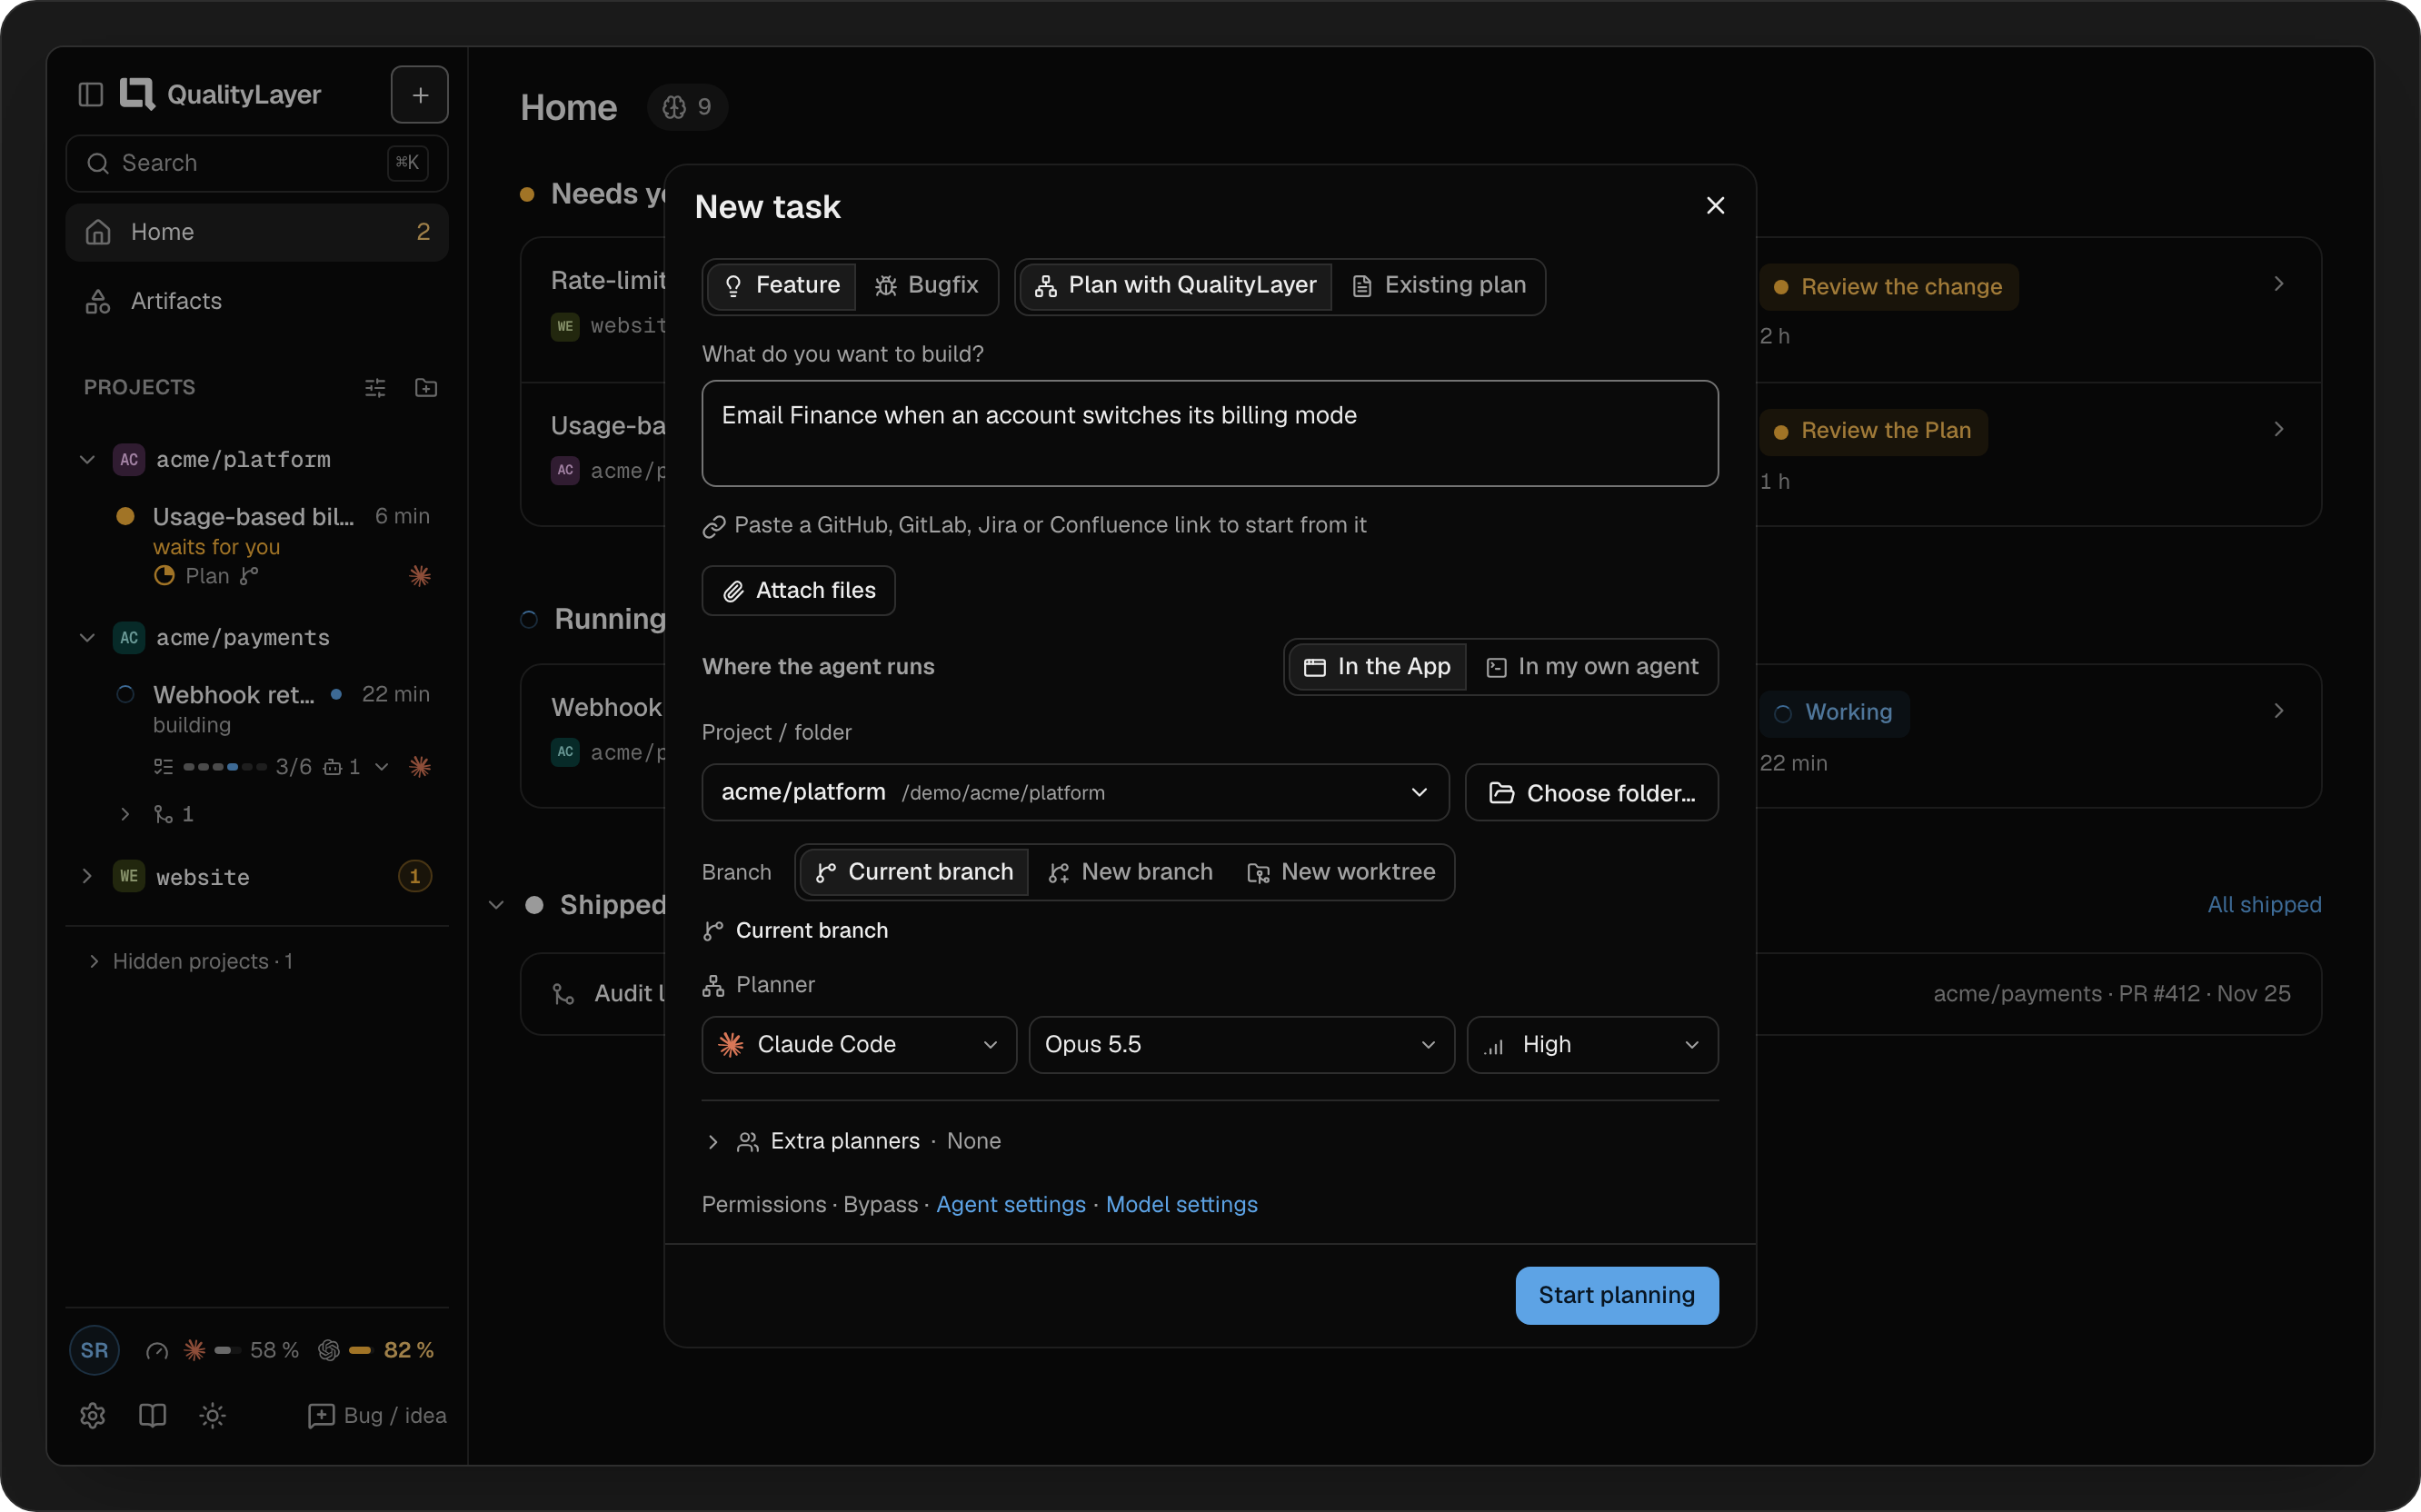 QualityLayer
+
Search
⌘K
Home
2
Artifacts
PROJECTS
AC acme/platform
Usage-based bil... 6 min
waits for you
Plan
AC acme/payments
Webhook ret... 22 min
building
3/6 1
1
WE website 1
Hidden projects · 1
SR 58 % 82 %
Bug / idea
Home 9
Needs yo
Rate-limit
WE websit
Review the change
2 h
Usage-ba
AC acme/p
Review the Plan
1 h
Running
Webhook
AC acme/p
Working
22 min
Shipped
All shipped
Audit l
acme/payments · PR #412 · Nov 25
New task
Feature Bugfix Plan with QualityLayer Existing plan
What do you want to build?
Email Finance when an account switches its billing mode
Paste a GitHub, GitLab, Jira or Confluence link to start from it
Attach files
Where the agent runs In the App In my own agent
Project / folder
acme/platform /demo/acme/platform Choose folder...
Branch Current branch New branch New worktree
Current branch
Planner
Claude Code Opus 5.5 High
Extra planners · None
Permissions · Bypass · Agent settings · Model settings
Start planning